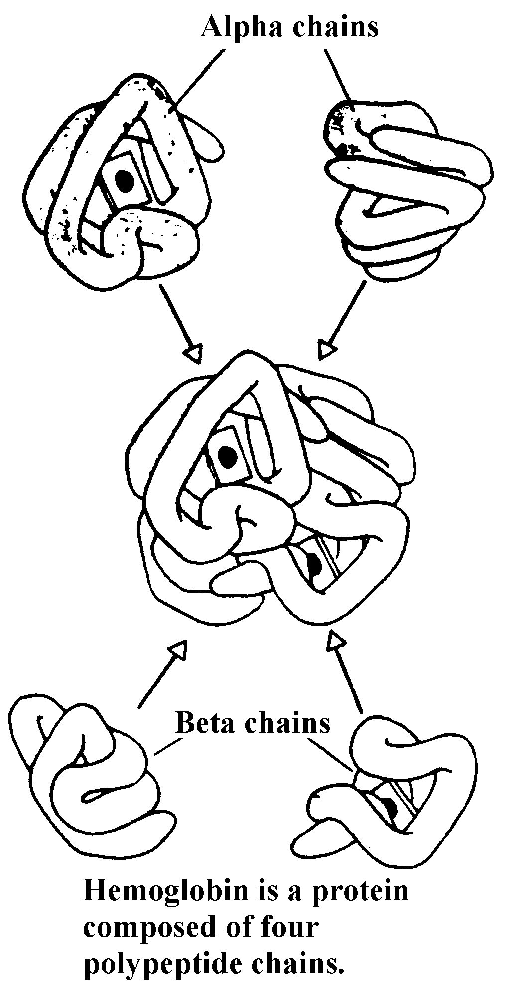 Alpha chains
Beta chains
Hemoglobin is a protein
composed of four
polypeptide chains.